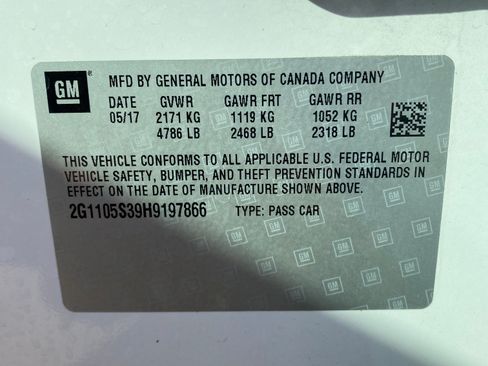 GM
MFD BY GENERAL MOTORS OF CANADA COMPANY
DATE GVWR GAWR FRT GAWR RR
05/17 2171 KG 1119 KG 1052 KG
4786 LB 2468 LB 2318 LB
THIS VEHICLE CONFORMS TO ALL APPLICABLE U.S. FEDERAL MOTOR
VEHICLE SAFETY, BUMPER, AND THEFT PREVENTION STANDARDS IN
EFFECT ON THE DATE OF MANUFACTURE SHOWN ABOVE.
2G1105S39H9197866 TYPE: PASS CAR